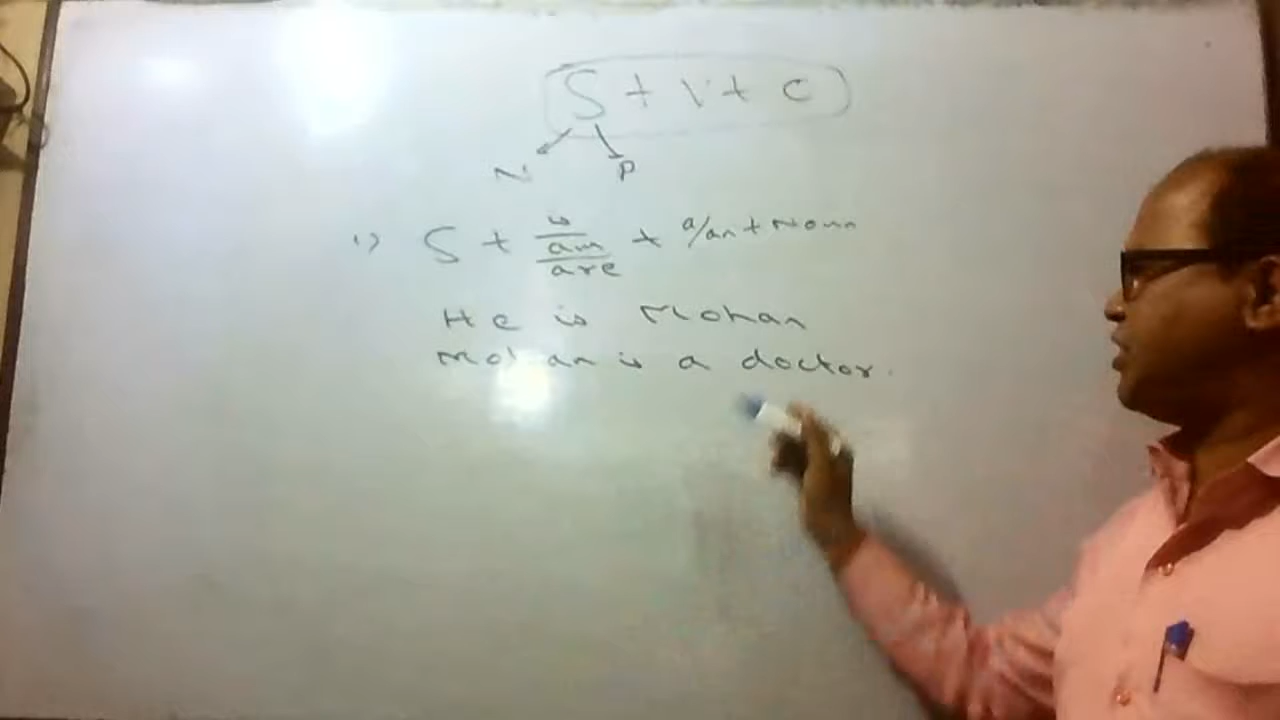 S + V + C
N P
1) S + is/am/are + a/an + Noun
He is Mohan
Mohan is a doctor.